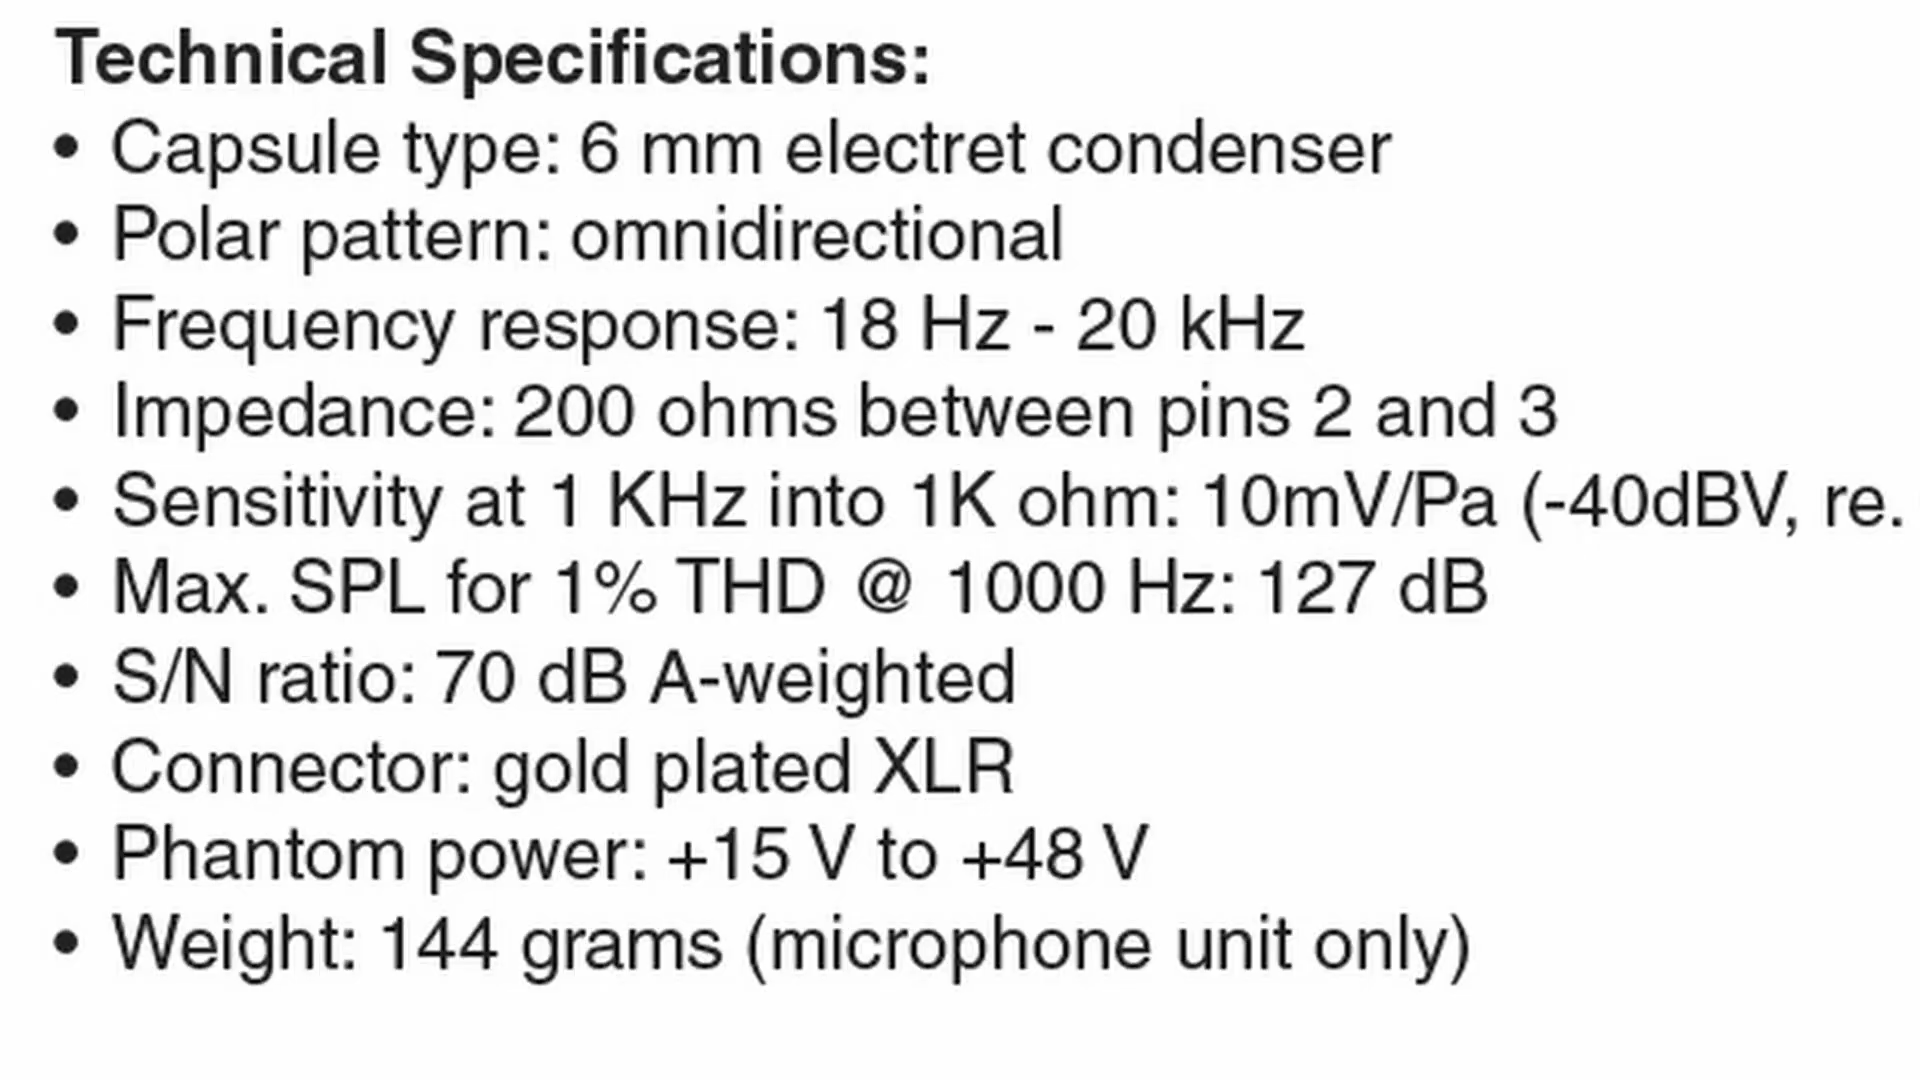 Technical Specifications:
• Capsule type: 6 mm electret condenser
• Polar pattern: omnidirectional
• Frequency response: 18 Hz - 20 kHz
• Impedance: 200 ohms between pins 2 and 3
• Sensitivity at 1 KHz into 1K ohm: 10mV/Pa (-40dBV, re.
• Max. SPL for 1% THD @ 1000 Hz: 127 dB
• S/N ratio: 70 dB A-weighted
• Connector: gold plated XLR
• Phantom power: +15 V to +48 V
• Weight: 144 grams (microphone unit only)